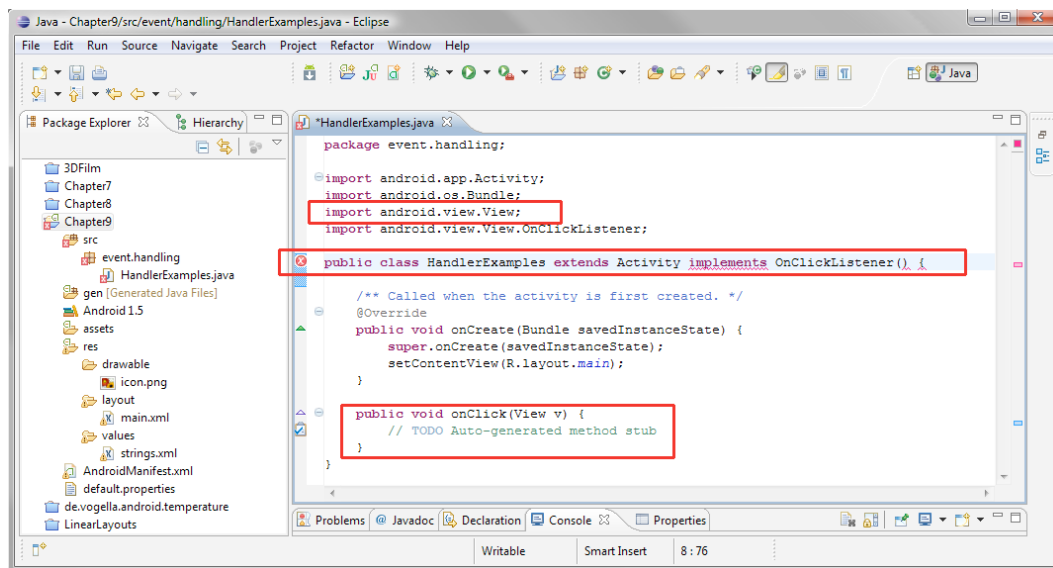 Java - Chapter9/src/event/handling/HandlerExamples.java - Eclipse
File Edit Run Source Navigate Search Project Refactor Window Help
Java
Package Explorer
Hierarchy
3DFilm
Chapter7
Chapter8
Chapter9
src
event.handling
HandlerExamples.java
gen [Generated Java Files]
Android 1.5
assets
res
drawable
icon.png
layout
main.xml
values
strings.xml
AndroidManifest.xml
default.properties
de.vogella.android.temperature
LinearLayouts
*HandlerExamples.java
package event.handling;
import android.app.Activity;
import android.os.Bundle;
import android.view.View;
import android.view.View.OnClickListener;
public class HandlerExamples extends Activity implements OnClickListener() {
/** Called when the activity is first created. */
@Override
public void onCreate(Bundle savedInstanceState) {
super.onCreate(savedInstanceState);
setContentView(R.layout.main);
}
public void onClick(View v) {
// TODO Auto-generated method stub
}
}
Problems @ Javadoc Declaration Console Properties
Writable Smart Insert 8 : 76